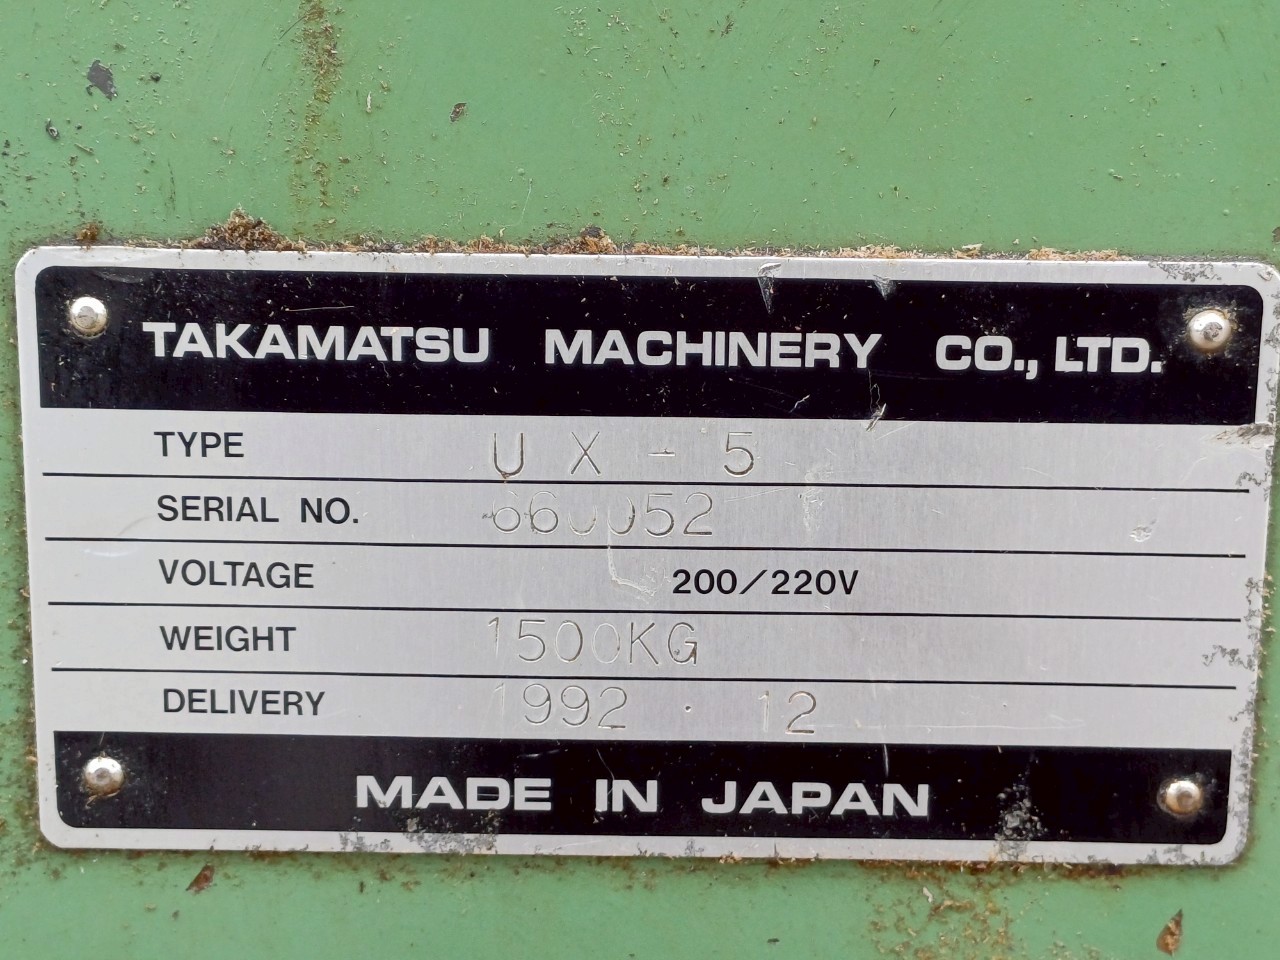 TAKAMATSU MACHINERY CO., LTD.
TYPE UX-5
SERIAL NO. 660052
VOLTAGE 200/220V
WEIGHT 1500KG
DELIVERY 1992 · 12
MADE IN JAPAN